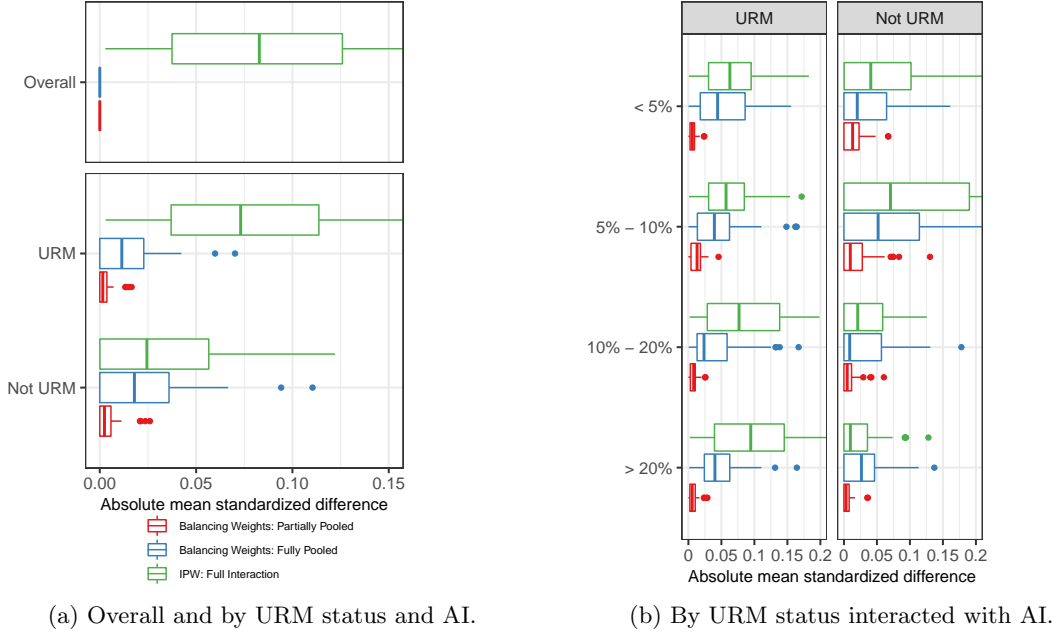 Overall
URM
Not URM
0.00 0.05 0.10 0.15
Absolute mean standardized difference
Balancing Weights: Partially Pooled
Balancing Weights: Fully Pooled
IPW: Full Interaction
(a) Overall and by URM status and AI.
URM Not URM
< 5%
5% − 10%
10% − 20%
> 20%
0 0.05 0.1 0.15 0.2 0 0.05 0.1 0.15 0.2
Absolute mean standardized difference
(b) By URM status interacted with AI.